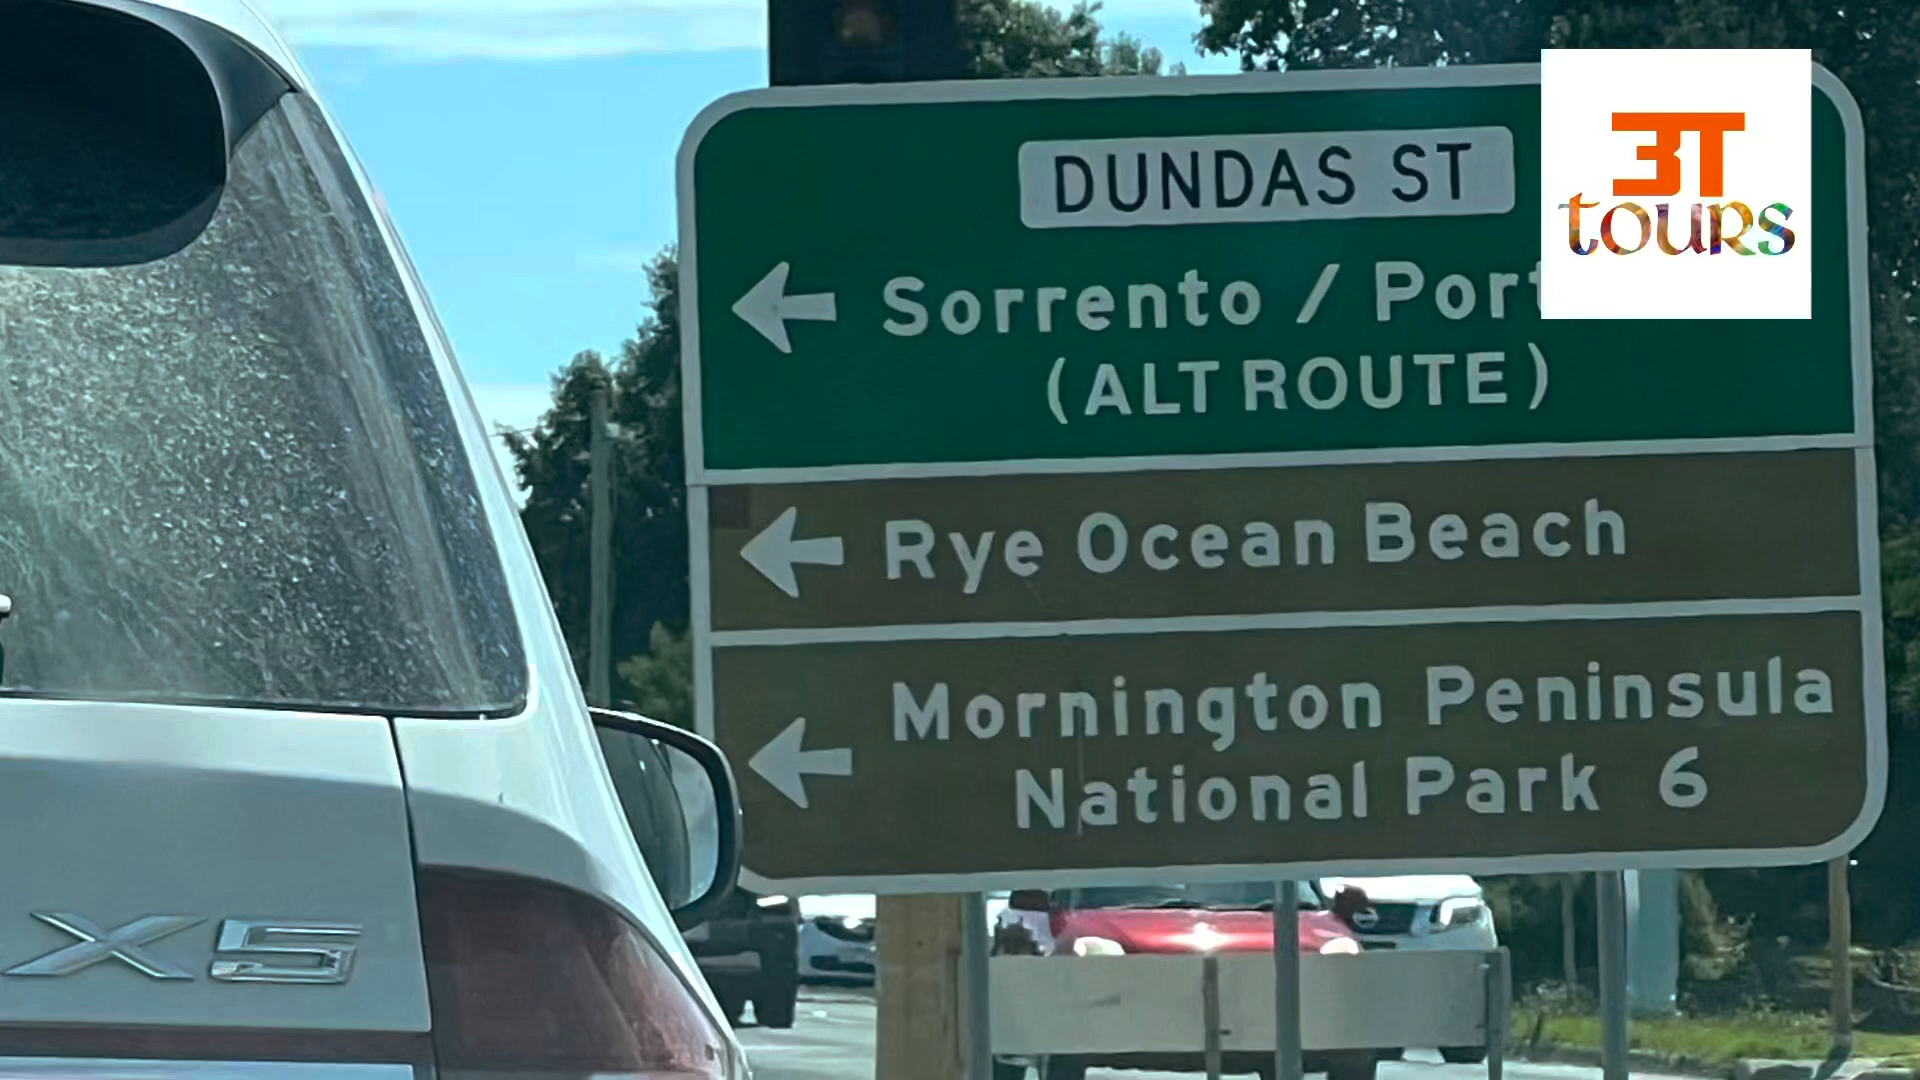 DUNDAS ST
Sorrento / Port
(ALT ROUTE)
Rye Ocean Beach
Mornington Peninsula
National Park 6
3T
tours
X5